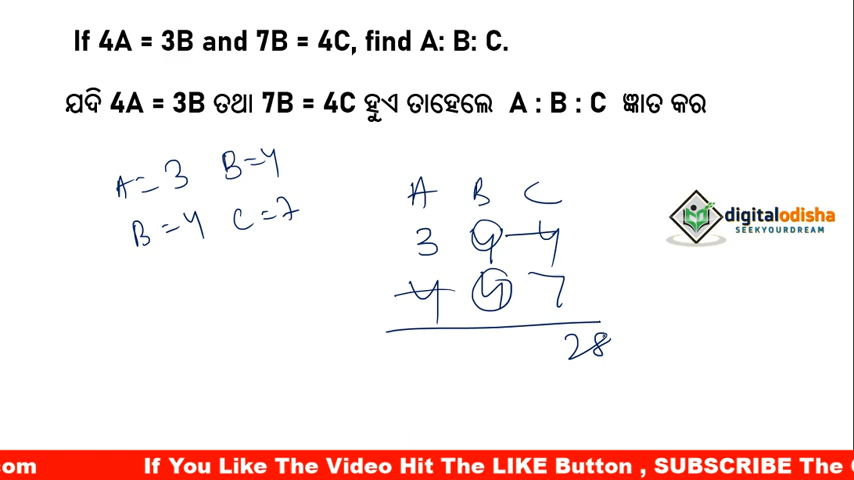 If 4A = 3B and 7B = 4C, find A: B: C.
ଯଦି 4A = 3B ତଥା 7B = 4C ହୁଏ ତାହେଲେ A : B : C ଜ୍ଞାତ କର
A = 3 B = 4
B = 4 C = 7
A B C
3 4 4
4 4 7
28
digitalodisha
SEEKYOURDREAM
com If You Like The Video Hit The LIKE Button , SUBSCRIBE The